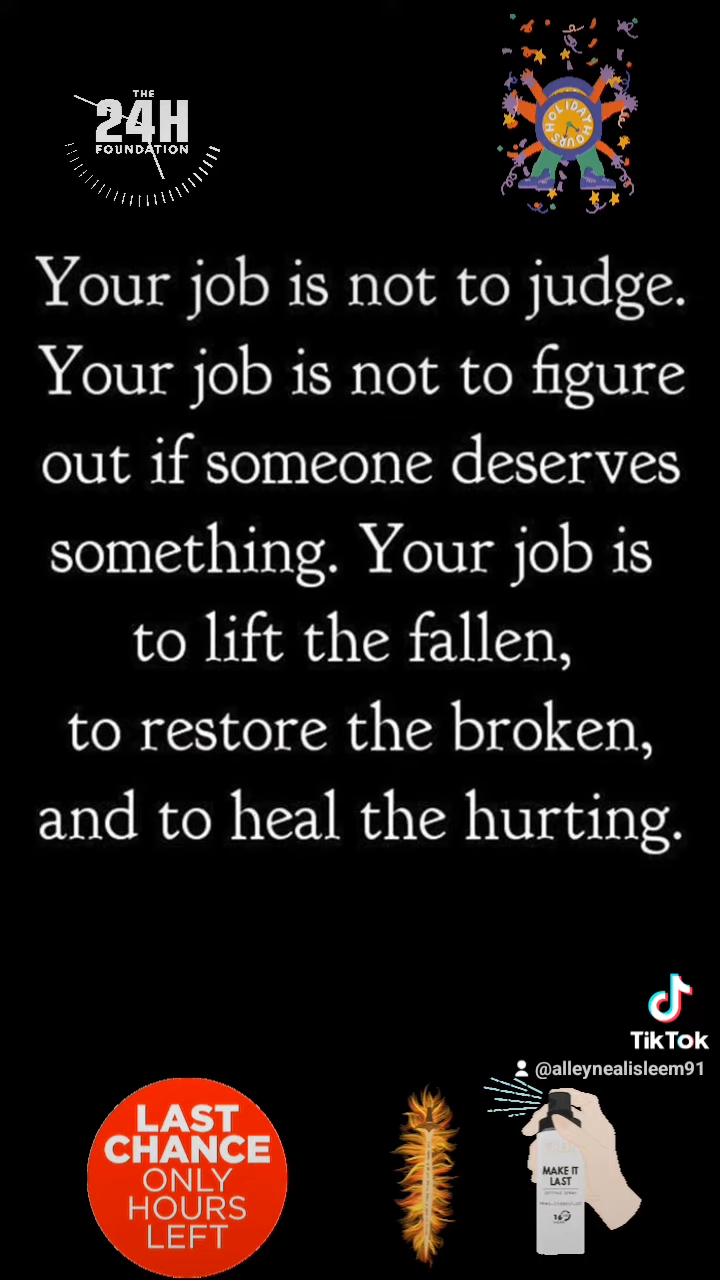 THE
24H
FOUNDATION
HOLIDAY
HOURS
Your job is not to judge.
Your job is not to figure
out if someone deserves
something. Your job is
to lift the fallen,
to restore the broken,
and to heal the hurting.
TikTok
@alleynealisleem91
LAST
CHANCE
ONLY
HOURS
LEFT
MAKE IT
LAST